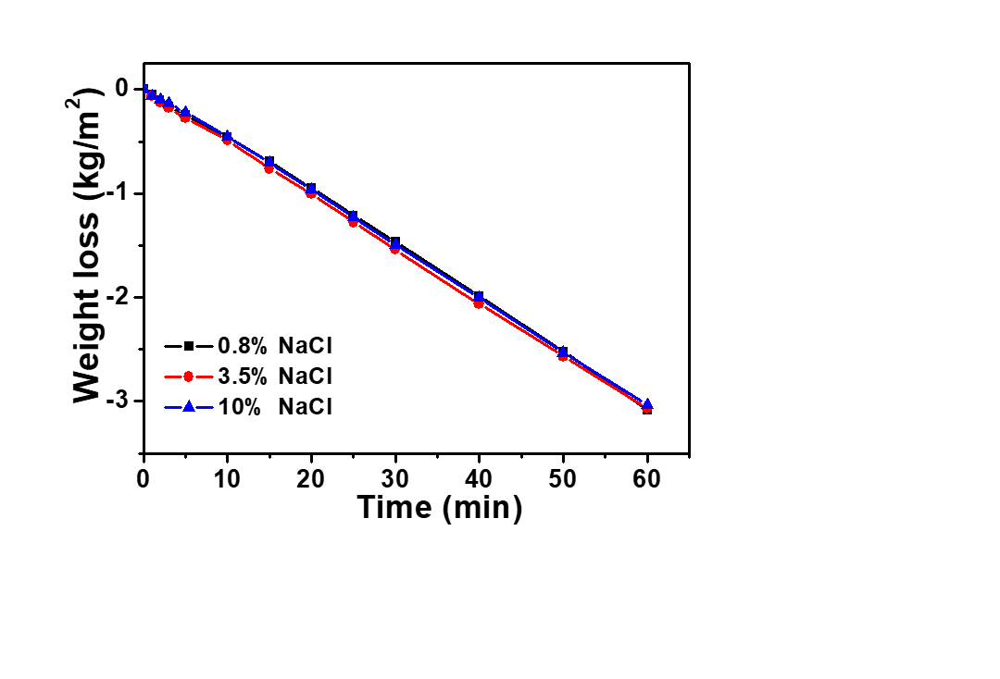 Weight loss (kg/m²)
0
-1
-2
-3
0.8% NaCl
3.5% NaCl
10% NaCl
0 10 20 30 40 50 60
Time (min)